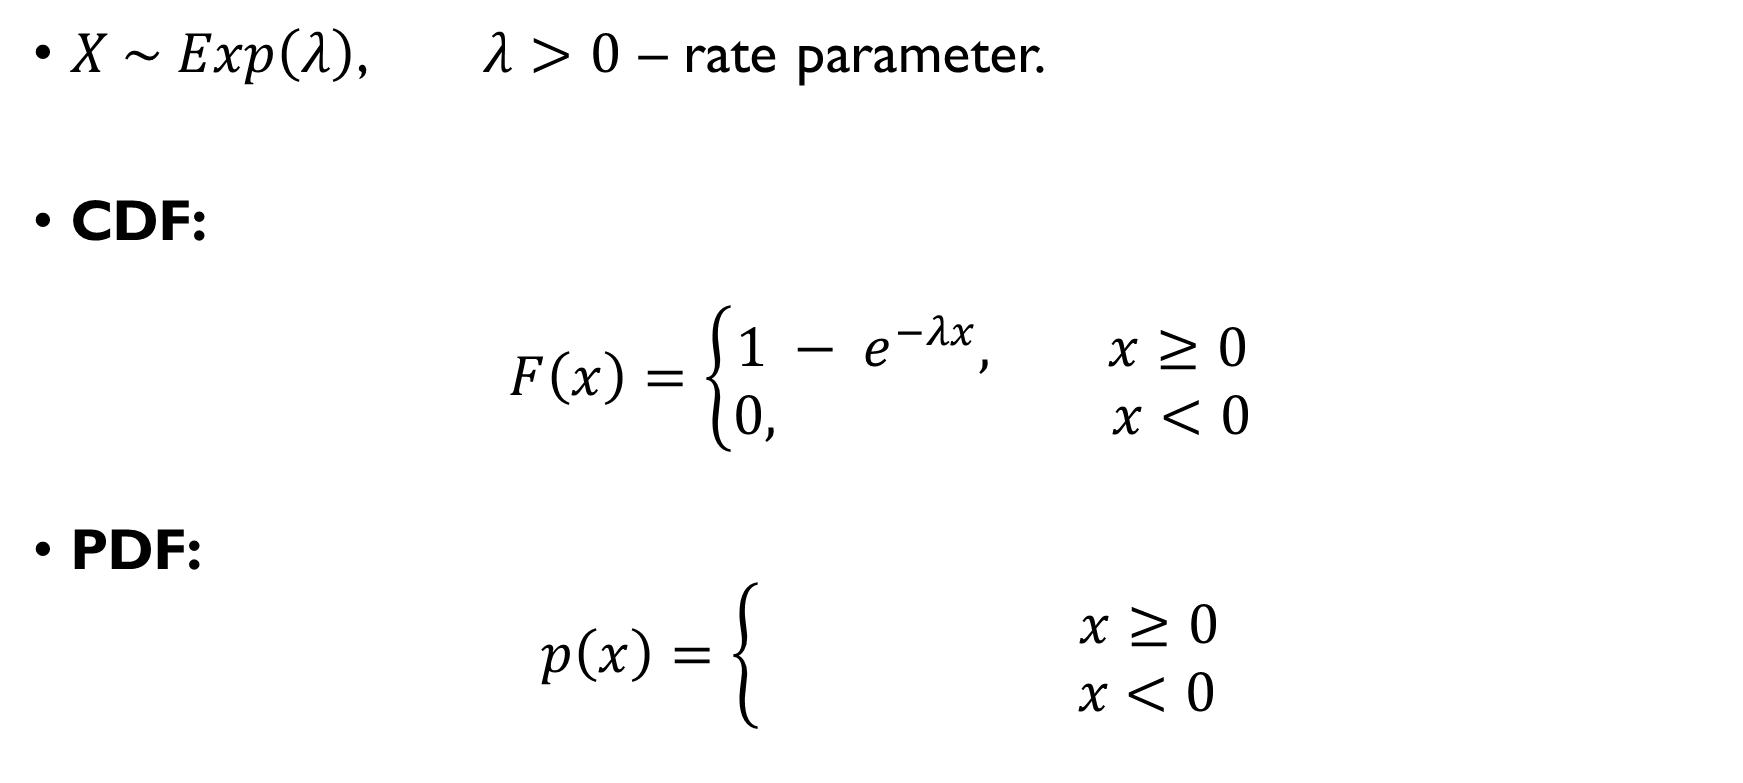 • X ~ Exp(λ), λ > 0 – rate parameter.
• CDF:
F(x) = { 1 − e^{−λx}, x ≥ 0
0, x < 0
• PDF:
p(x) = { x ≥ 0
x < 0